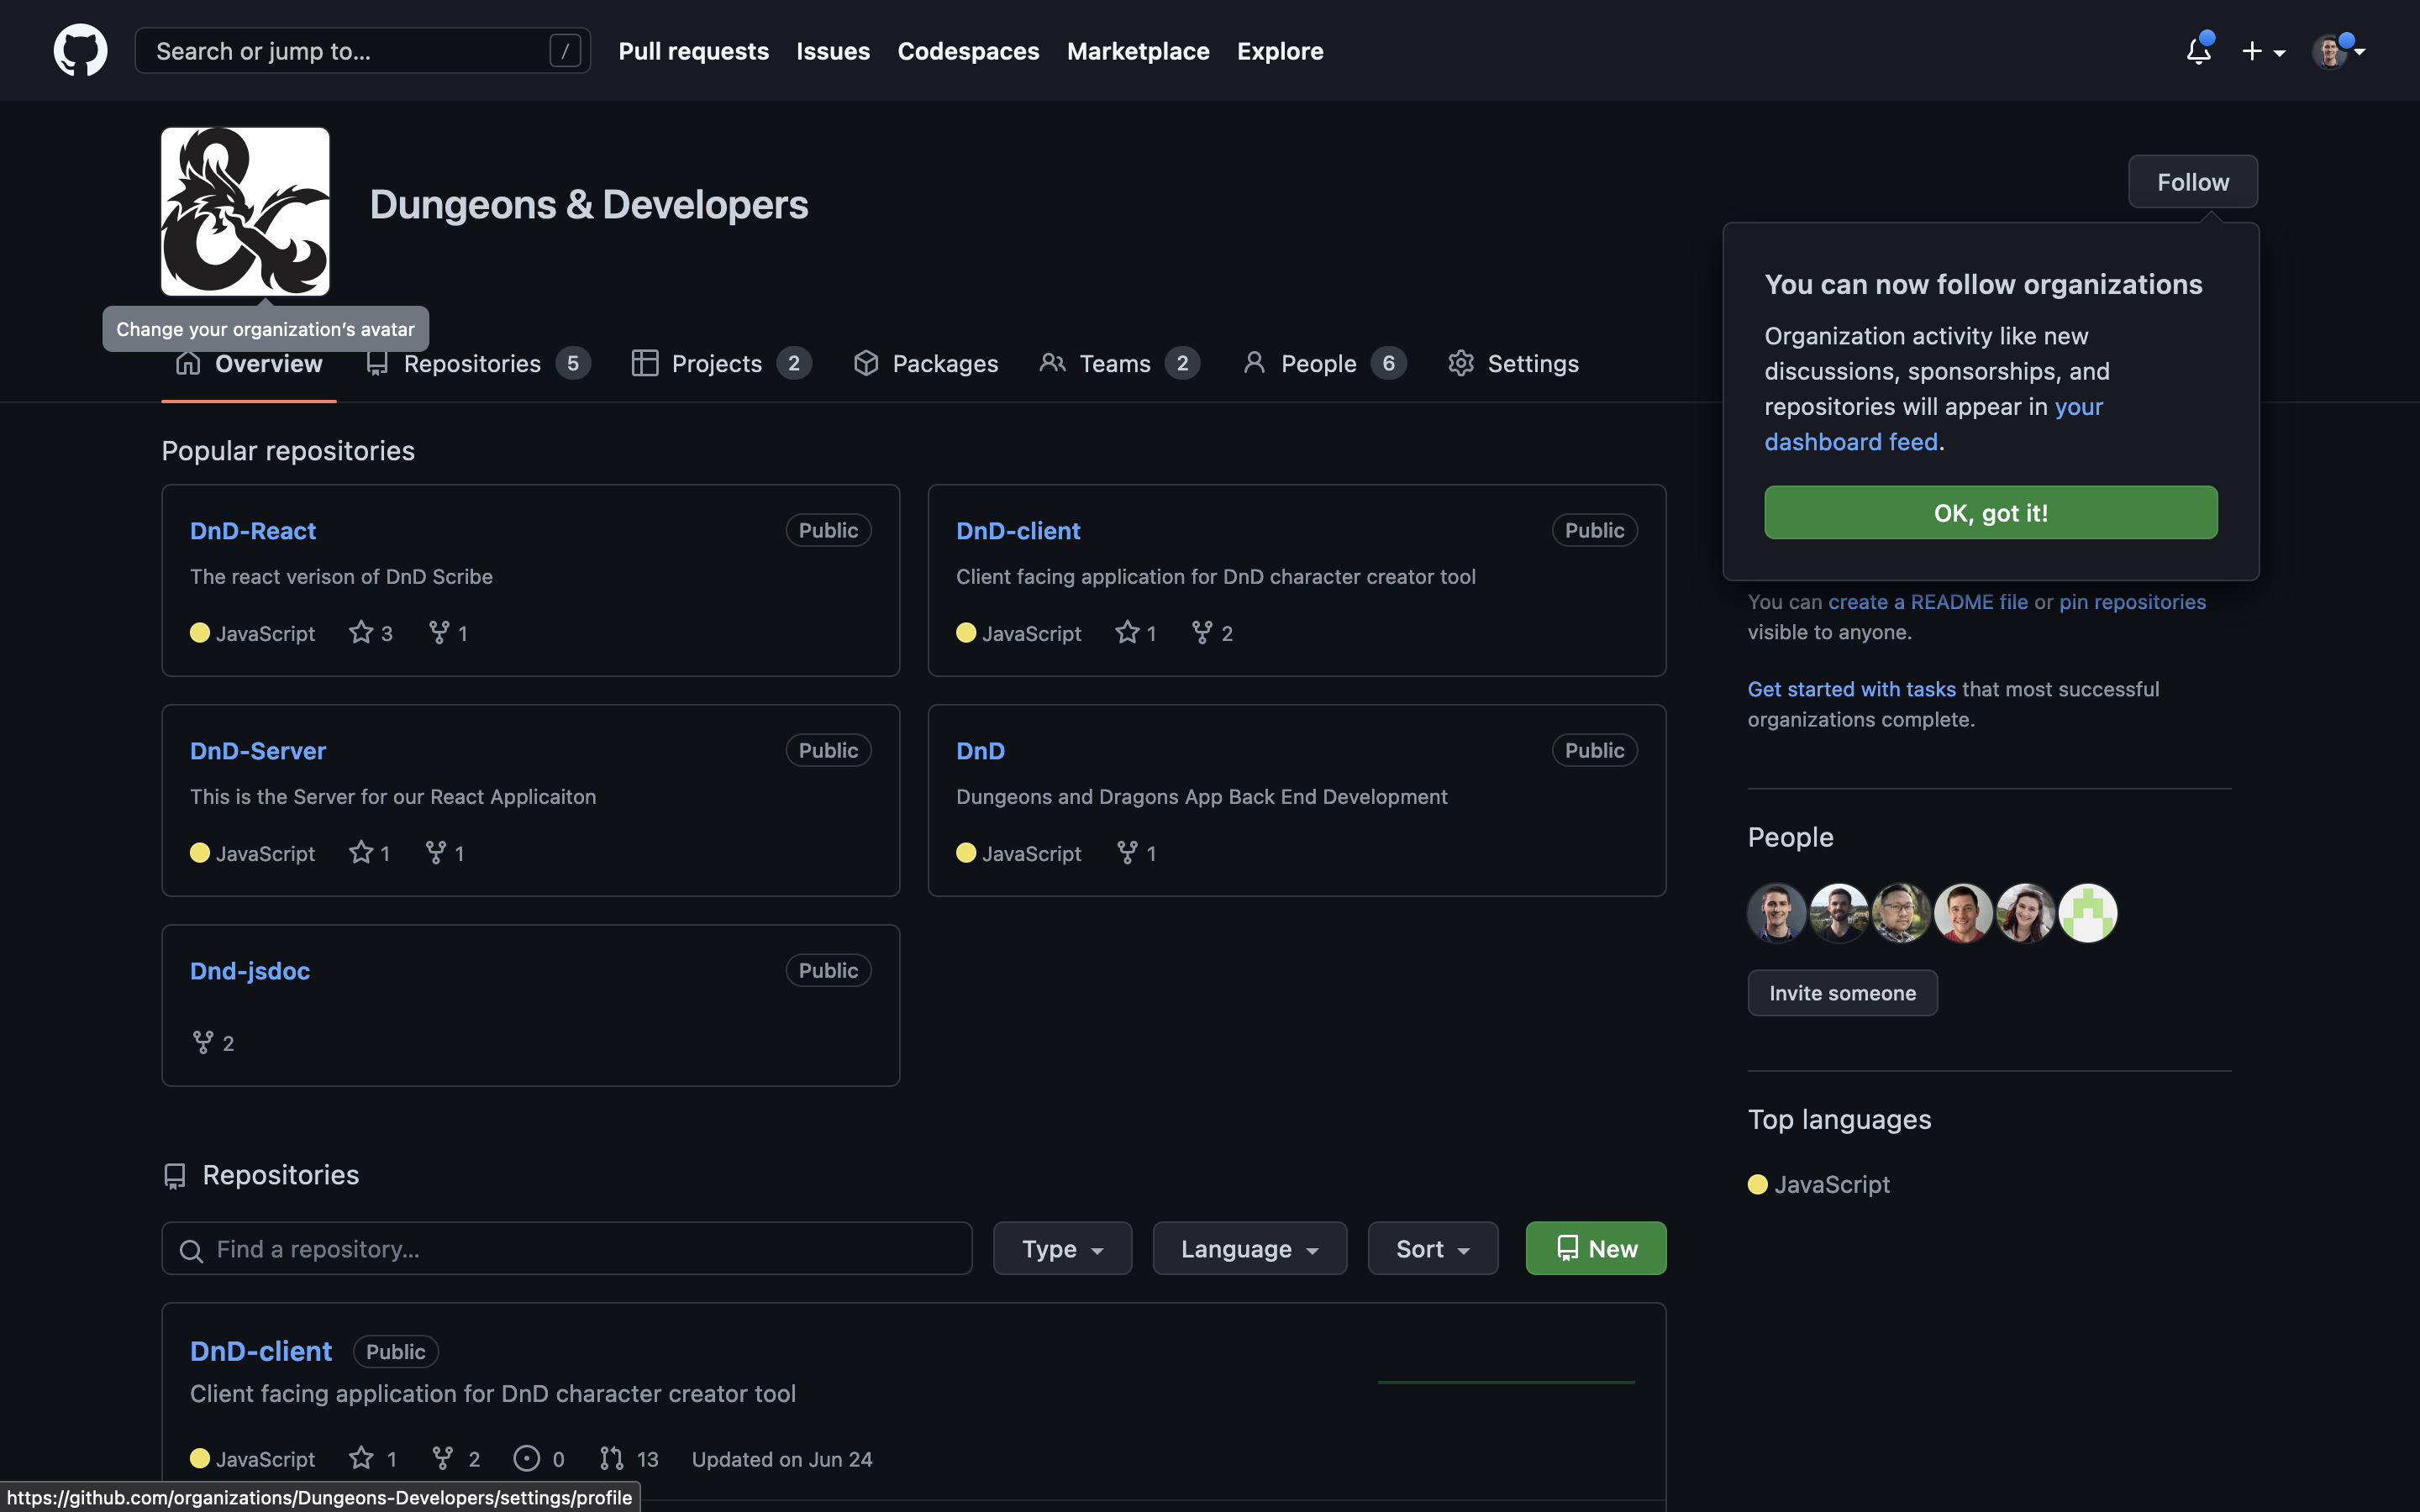 Search or jump to...
/
Pull requests
Issues
Codespaces
Marketplace
Explore
Dungeons & Developers
Follow
Change your organization's avatar
You can now follow organizations
Organization activity like new
discussions, sponsorships, and
repositories will appear in your
dashboard feed.
OK, got it!
Overview
Repositories 5
Projects 2
Packages
Teams 2
People 6
Settings
Popular repositories
DnD-React
Public
The react verison of DnD Scribe
JavaScript 3 1
DnD-client
Public
Client facing application for DnD character creator tool
JavaScript 1 2
DnD-Server
Public
This is the Server for our React Applicaiton
JavaScript 1 1
DnD
Public
Dungeons and Dragons App Back End Development
JavaScript 1
Dnd-jsdoc
Public
2
You can create a README file or pin repositories
visible to anyone.
Get started with tasks that most successful
organizations complete.
People
Invite someone
Top languages
JavaScript
Repositories
Find a repository...
Type
Language
Sort
New
DnD-client
Public
Client facing application for DnD character creator tool
JavaScript 1 2 0 13 Updated on Jun 24
https://github.com/organizations/Dungeons-Developers/settings/profile